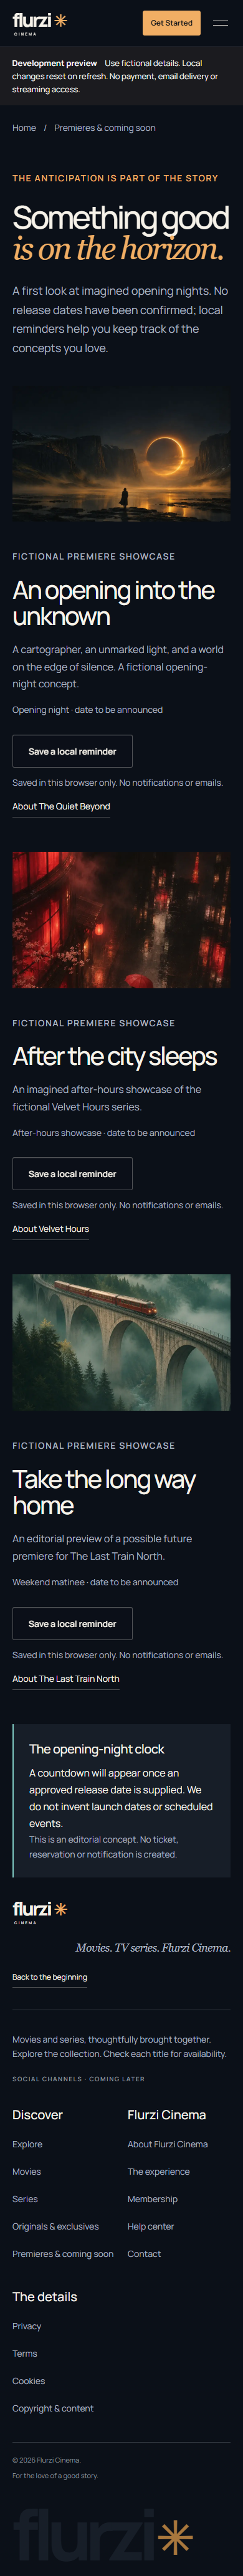 flurzi
CINEMA
Get Started
Development preview Use fictional details. Local
changes reset on refresh. No payment, email delivery or
streaming access.
Home / Premieres & coming soon
THE ANTICIPATION IS PART OF THE STORY
Something good
is on the horizon.
A first look at imagined opening nights. No
release dates have been confirmed; local
reminders help you keep track of the
concepts you love.
FICTIONAL PREMIERE SHOWCASE
An opening into the
unknown
A cartographer, an unmarked light, and a world
on the edge of silence. A fictional opening-
night concept.
Opening night · date to be announced
Save a local reminder
Saved in this browser only. No notifications or emails.
About The Quiet Beyond
FICTIONAL PREMIERE SHOWCASE
After the city sleeps
An imagined after-hours showcase of the
fictional Velvet Hours series.
After-hours showcase · date to be announced
Save a local reminder
Saved in this browser only. No notifications or emails.
About Velvet Hours
FICTIONAL PREMIERE SHOWCASE
Take the long way
home
An editorial preview of a possible future
premiere for The Last Train North.
Weekend matinee · date to be announced
Save a local reminder
Saved in this browser only. No notifications or emails.
About The Last Train North
The opening-night clock
A countdown will appear once an
approved release date is supplied. We
do not invent launch dates or scheduled
events.
This is an editorial concept. No ticket,
reservation or notification is created.
flurzi
CINEMA
Movies. TV series. Flurzi Cinema.
Back to the beginning
Movies and series, thoughtfully brought together.
Explore the collection. Check each title for availability.
SOCIAL CHANNELS · COMING LATER
Discover
Explore
Movies
Series
Originals & exclusives
Premieres & coming soon
Flurzi Cinema
About Flurzi Cinema
The experience
Membership
Help center
Contact
The details
Privacy
Terms
Cookies
Copyright & content
© 2026 Flurzi Cinema.
For the love of a good story.
flurzi